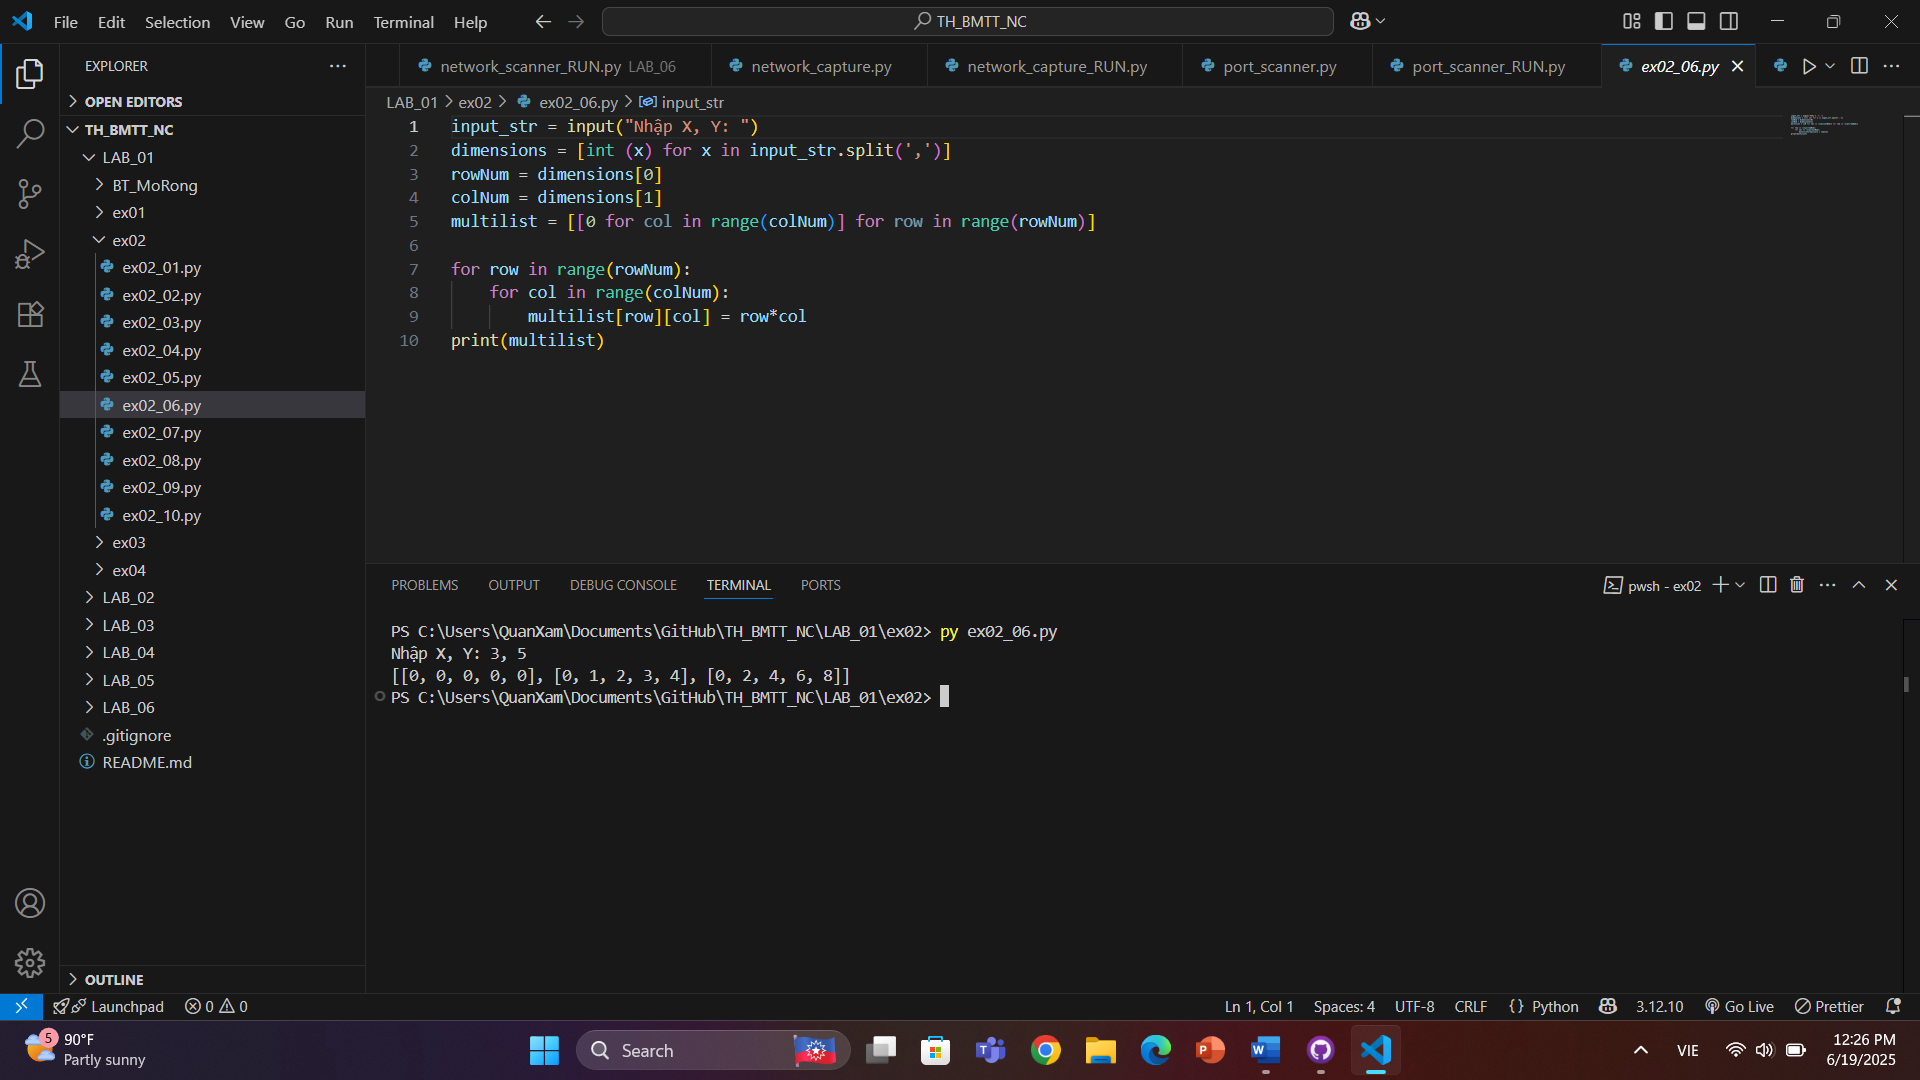 File Edit Selection View Go Run Terminal Help
TH_BMTT_NC
EXPLORER
network_scanner_RUN.py LAB_06
network_capture.py
network_capture_RUN.py
port_scanner.py
port_scanner_RUN.py
ex02_06.py
OPEN EDITORS
TH_BMTT_NC
LAB_01
BT_MoRong
ex01
ex02
ex02_01.py
ex02_02.py
ex02_03.py
ex02_04.py
ex02_05.py
ex02_06.py
ex02_07.py
ex02_08.py
ex02_09.py
ex02_10.py
ex03
ex04
LAB_02
LAB_03
LAB_04
LAB_05
LAB_06
.gitignore
README.md
OUTLINE
LAB_01 > ex02 > ex02_06.py > input_str
1 input_str = input("Nhập X, Y: ")
2 dimensions = [int (x) for x in input_str.split(',')]
3 rowNum = dimensions[0]
4 colNum = dimensions[1]
5 multilist = [[0 for col in range(colNum)] for row in range(rowNum)]
6
7 for row in range(rowNum):
8 for col in range(colNum):
9 multilist[row][col] = row*col
10 print(multilist)
PROBLEMS OUTPUT DEBUG CONSOLE TERMINAL PORTS
pwsh - ex02
PS C:\Users\QuanXam\Documents\GitHub\TH_BMTT_NC\LAB_01\ex02> py ex02_06.py
Nhập X, Y: 3, 5
[[0, 0, 0, 0, 0], [0, 1, 2, 3, 4], [0, 2, 4, 6, 8]]
PS C:\Users\QuanXam\Documents\GitHub\TH_BMTT_NC\LAB_01\ex02>
Launchpad 0 0
Ln 1, Col 1 Spaces: 4 UTF-8 CRLF {} Python 3.12.10 Go Live Prettier
5
90°F
Partly sunny
Search
VIE
12:26 PM
6/19/2025